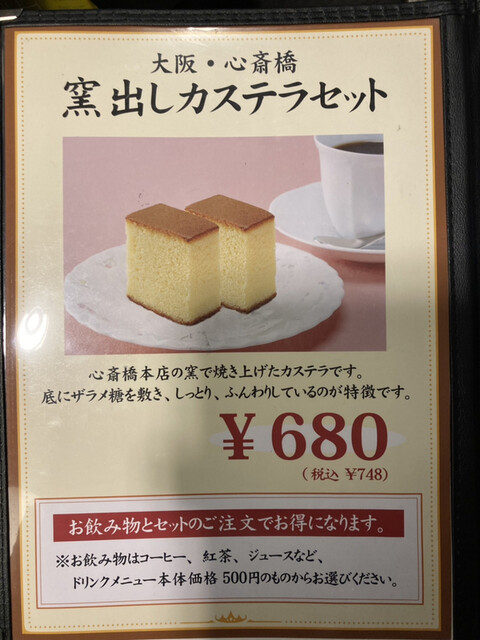 大阪・心斎橋
窯出しカステラセット
心斎橋本店の窯で焼き上げたカステラです。
底にザラメ糖を敷き、しっとり、ふんわりしているのが特徴です。
￥680
(税込 ￥748)
お飲み物とセットのご注文でお得になります。
※お飲み物はコーヒー、紅茶、ジュースなど、
ドリンクメニュー本体価格500円のものからお選びください。